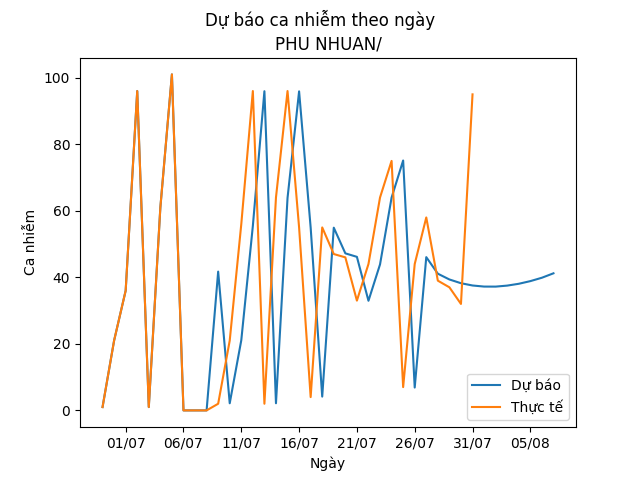 Dự báo ca nhiễm theo ngày
PHU NHUAN/
Ca nhiễm
100
80
60
40
20
0
01/07 06/07 11/07 16/07 21/07 26/07 31/07 05/08
Ngày
Dự báo
Thực tế